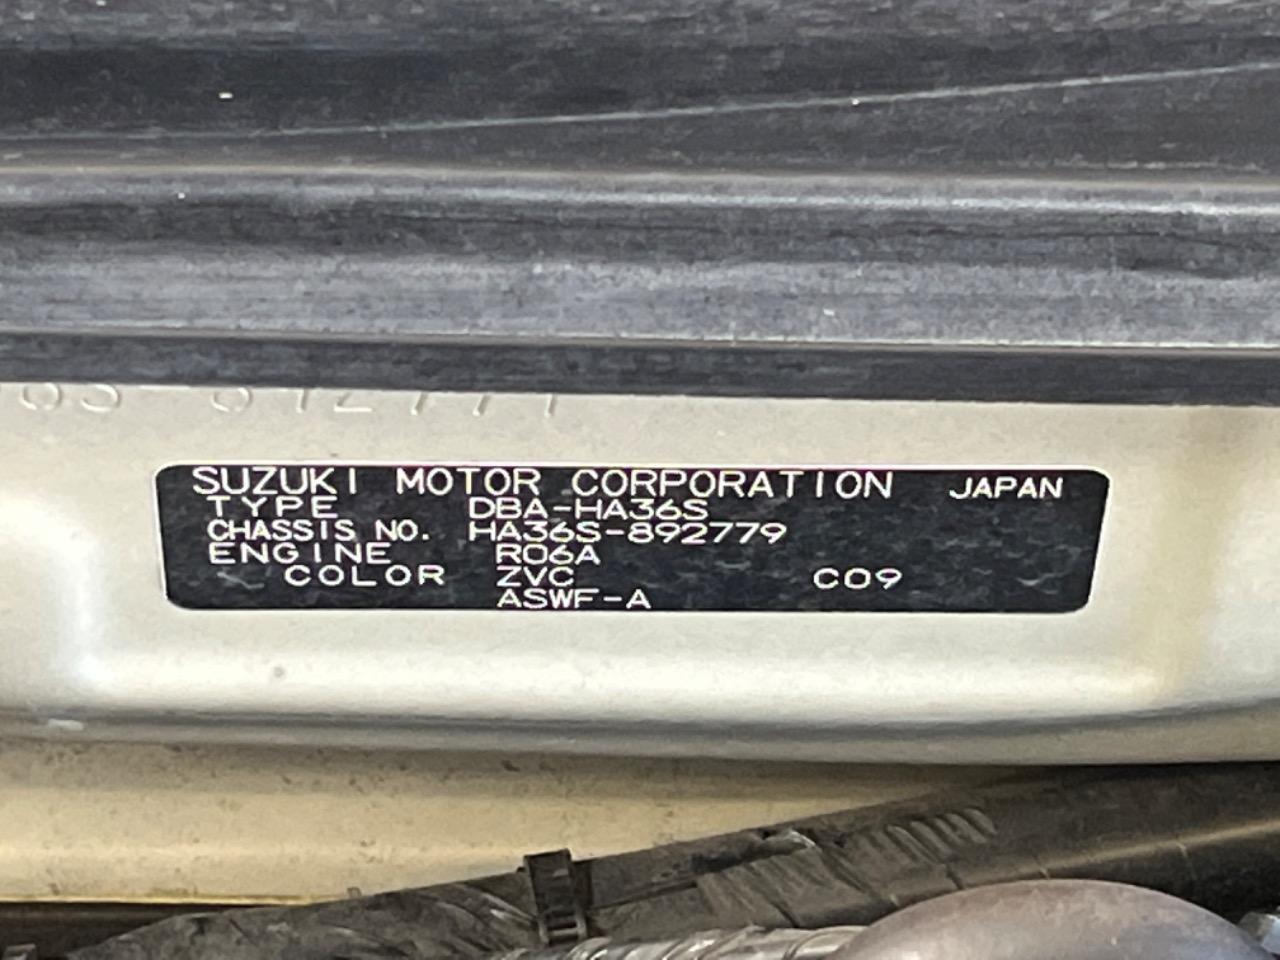 SUZUKI MOTOR CORPORATION JAPAN
TYPE DBA-HA36S
CHASSIS NO. HA36S-892779
ENGINE R06A
COLOR ZVC C09
ASWF-A